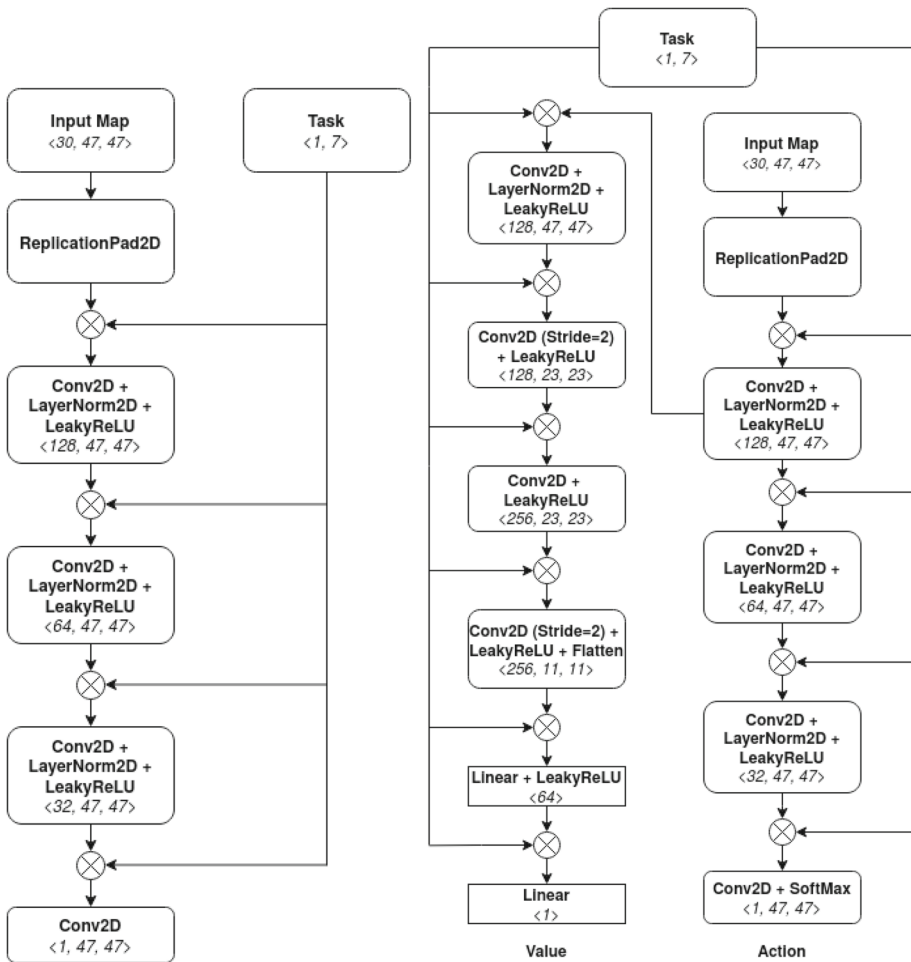 Input Map
<30, 47, 47>
Task
<1, 7>
ReplicationPad2D
Conv2D +
LayerNorm2D +
LeakyReLU
<128, 47, 47>
Conv2D +
LayerNorm2D +
LeakyReLU
<64, 47, 47>
Conv2D +
LayerNorm2D +
LeakyReLU
<32, 47, 47>
Conv2D
<1, 47, 47>
Task
<1, 7>
Conv2D +
LayerNorm2D +
LeakyReLU
<128, 47, 47>
Conv2D (Stride=2)
+ LeakyReLU
<128, 23, 23>
Conv2D +
LeakyReLU
<256, 23, 23>
Conv2D (Stride=2) +
LeakyReLU + Flatten
<256, 11, 11>
Linear + LeakyReLU
<64>
Linear
<1>
Value
Input Map
<30, 47, 47>
ReplicationPad2D
Conv2D +
LayerNorm2D +
LeakyReLU
<128, 47, 47>
Conv2D +
LayerNorm2D +
LeakyReLU
<64, 47, 47>
Conv2D +
LayerNorm2D +
LeakyReLU
<32, 47, 47>
Conv2D + SoftMax
<1, 47, 47>
Action